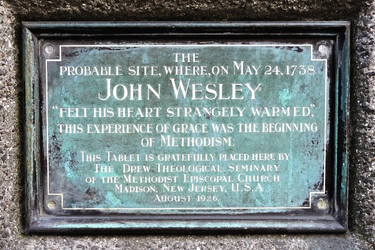 THE
PROBABLE SITE, WHERE, ON MAY 24, 1738
JOHN WESLEY
"FELT HIS HEART STRANGELY WARMED,"
THIS EXPERIENCE OF GRACE WAS THE BEGINNING
OF METHODISM.
THIS TABLET IS GRATEFULLY PLACED HERE BY
THE DREW THEOLOGICAL SEMINARY
OF THE METHODIST EPISCOPAL CHURCH
MADISON, NEW JERSEY, U.S.A.
AUGUST 1926